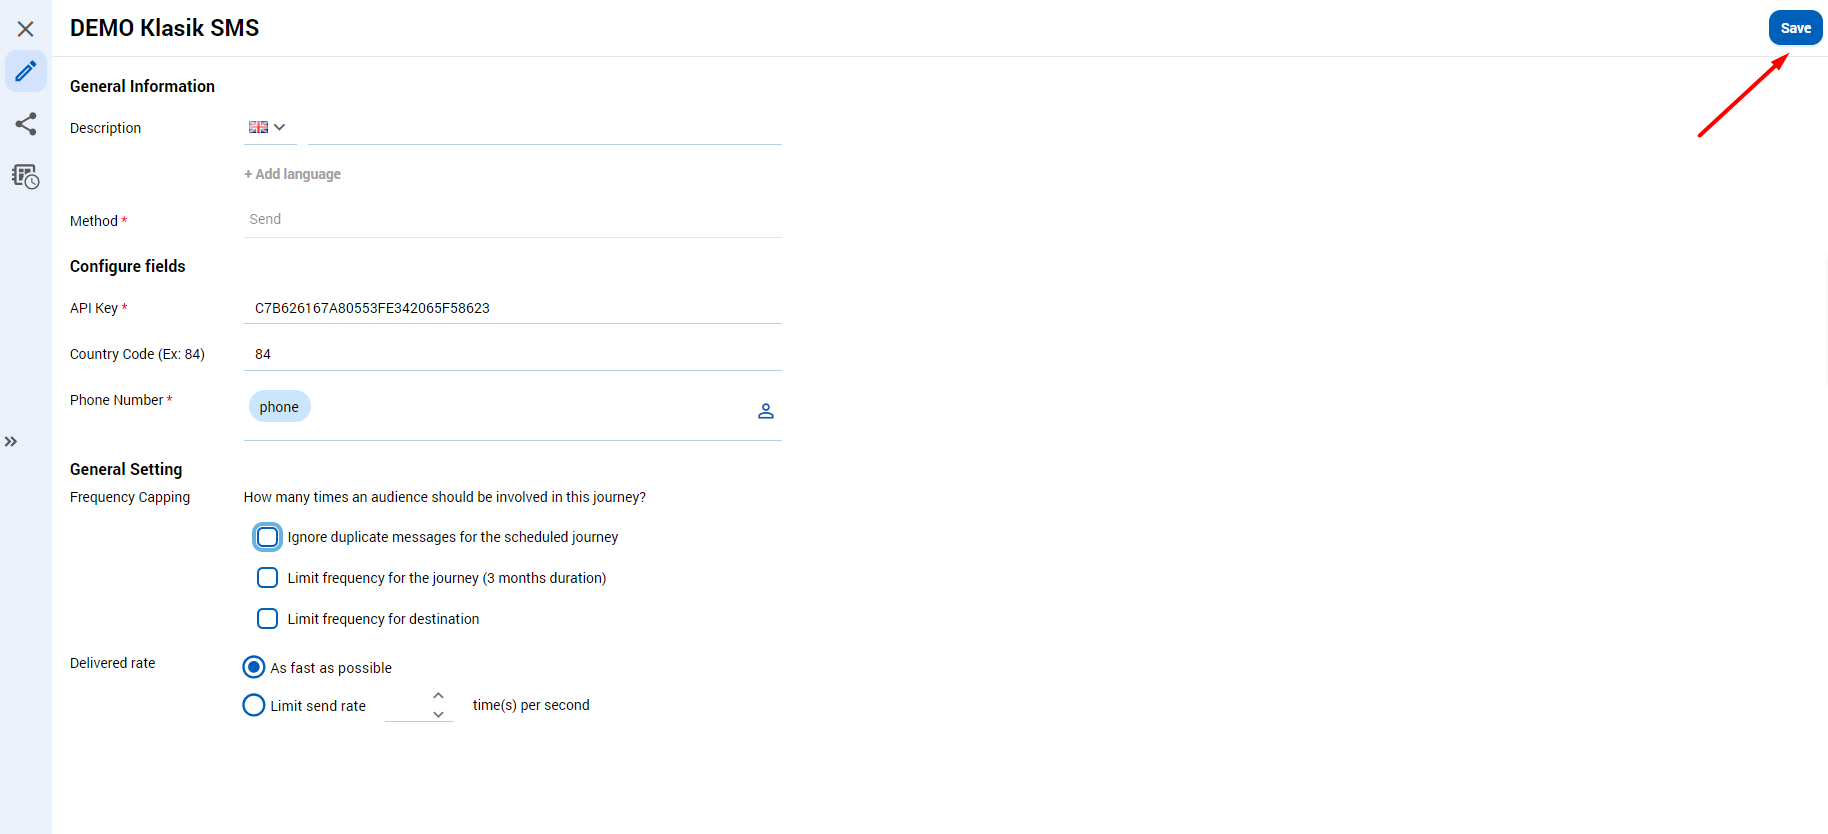 DEMO Klasik SMS
Save
General Information
Description
+ Add language
Method *
Send
Configure fields
API Key *
C7B626167A80553FE342065F58623
Country Code (Ex: 84)
84
Phone Number *
phone
General Setting
Frequency Capping
How many times an audience should be involved in this journey?
Ignore duplicate messages for the scheduled journey
Limit frequency for the journey (3 months duration)
Limit frequency for destination
Delivered rate
As fast as possible
Limit send rate
time(s) per second